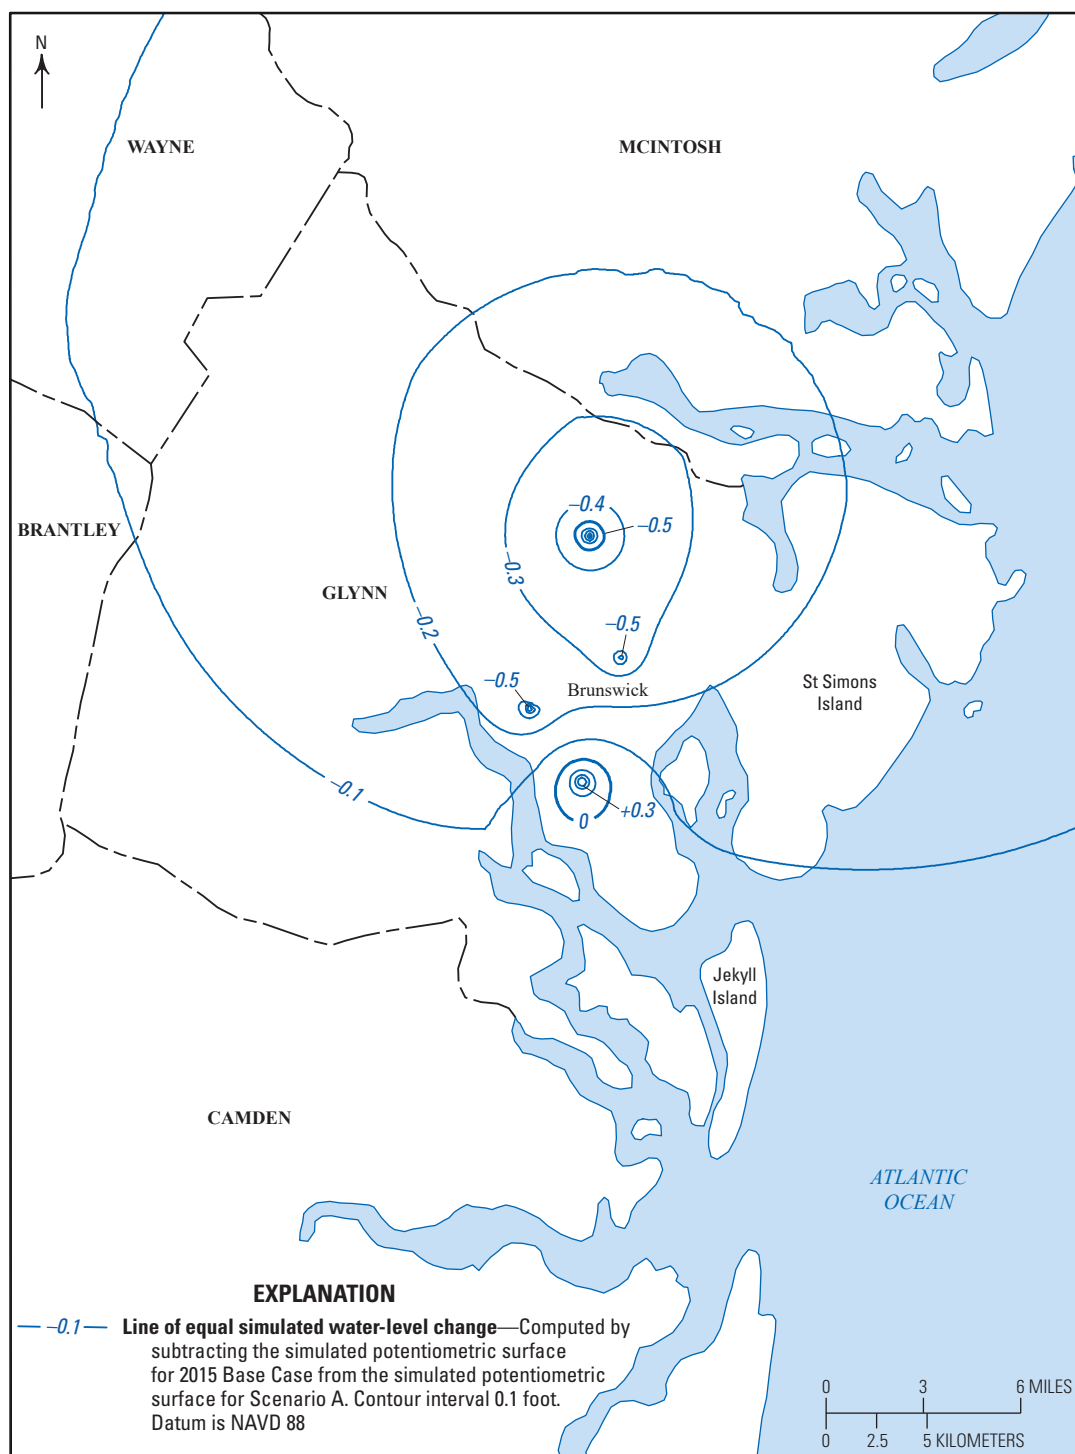 N
WAYNE
MCINTOSH
BRANTLEY
GLYNN
–0.4
–0.5
–0.3
–0.2
–0.5
–0.5
Brunswick
St Simons
Island
–0.1
+0.3
0
Jekyll
Island
CAMDEN
ATLANTIC
OCEAN
EXPLANATION
–0.1
Line of equal simulated water-level change—Computed by
subtracting the simulated potentiometric surface
for 2015 Base Case from the simulated potentiometric
surface for Scenario A. Contour interval 0.1 foot.
Datum is NAVD 88
0 3 6 MILES
0 2.5 5 KILOMETERS